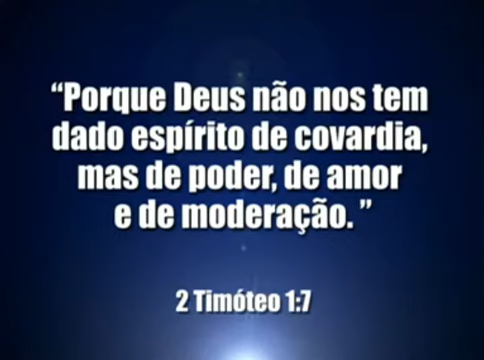 “Porque Deus não nos tem
dado espírito de covardia,
mas de poder, de amor
e de moderação. ”
2 Timóteo 1:7